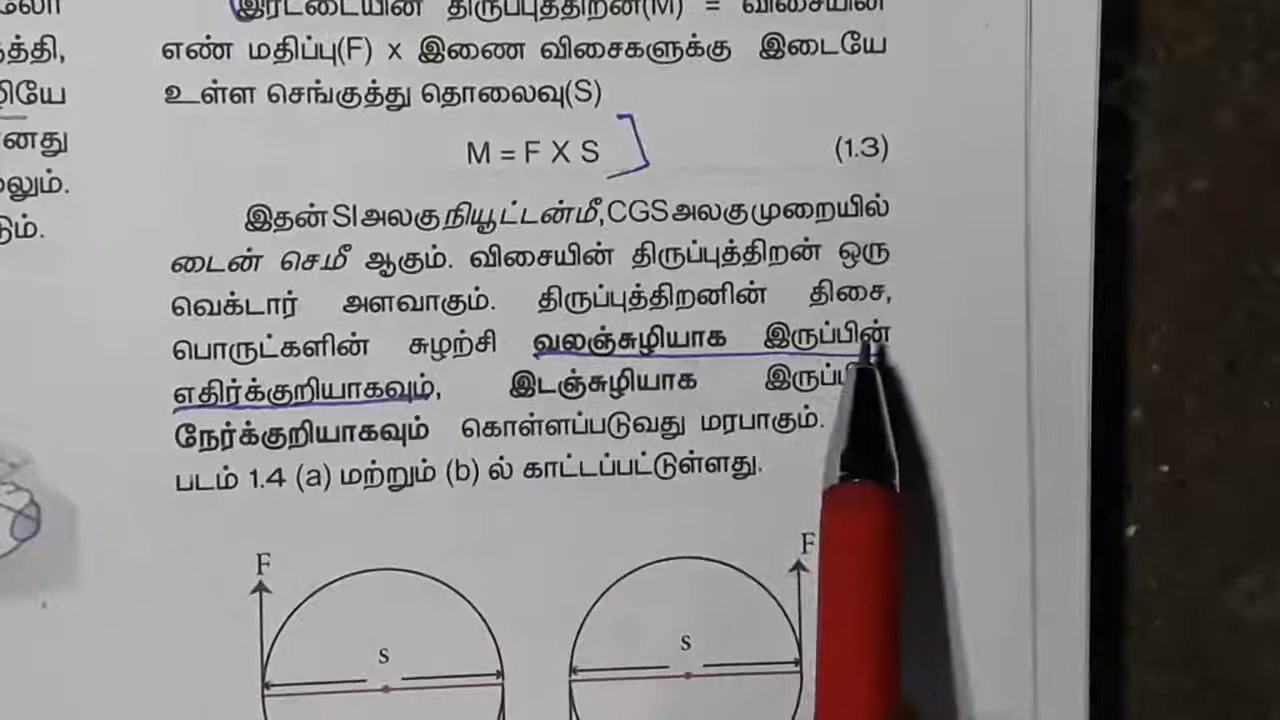 இரட்டையின் திருப்புத்திறன்(M) = விசையின்
எண் மதிப்பு(F) x இணை விசைகளுக்கு இடையே
உள்ள செங்குத்து தொலைவு(S)
M = F X S (1.3)
இதன் SI அலகு நியூட்டன்மீ, CGS அலகுமுறையில்
டைன் செமீ ஆகும். விசையின் திருப்புத்திறன் ஒரு
வெக்டார் அளவாகும். திருப்புத்திறனின் திசை,
பொருட்களின் சுழற்சி வலஞ்சுழியாக இருப்பின்
எதிர்க்குறியாகவும், இடஞ்சுழியாக
நேர்க்குறியாகவும் கொள்ளப்படுவது மரபாகும்.
படம் 1.4 (a) மற்றும் (b) ல் காட்டப்பட்டுள்ளது.
F F
s s